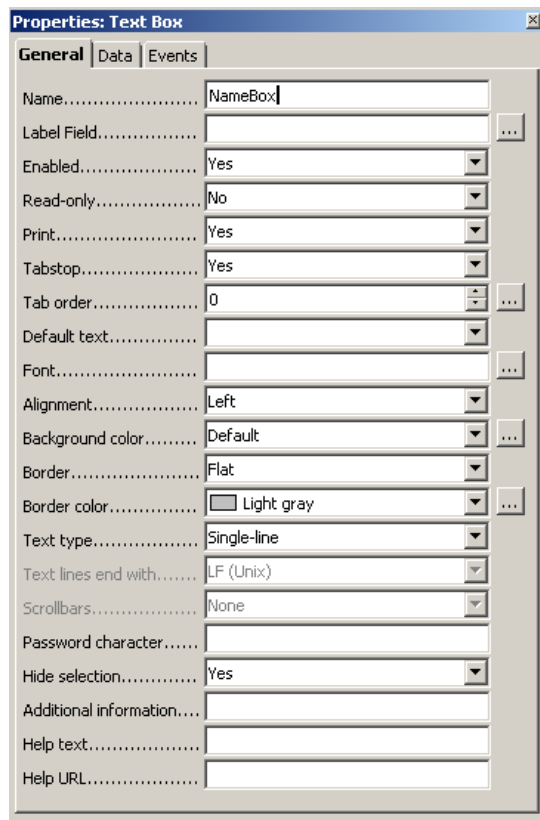 Properties: Text Box
General Data Events
Name....................... NameBox
Label Field................. ...
Enabled.................... Yes
Read-only.................. No
Print........................ Yes
Tabstop.................... Yes
Tab order.................. 0 ...
Default text...............
Font......................... ...
Alignment................... Left
Background color......... Default ...
Border...................... Flat
Border color............... Light gray ...
Text type.................. Single-line
Text lines end with....... LF (Unix)
Scrollbars.................. None
Password character......
Hide selection............. Yes
Additional information....
Help text...................
Help URL...................